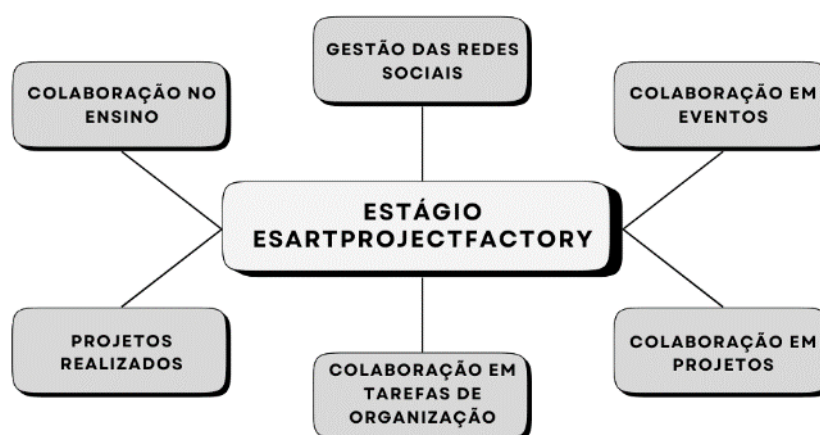 GESTÃO DAS REDES
SOCIAIS
COLABORAÇÃO NO
ENSINO
COLABORAÇÃO EM
EVENTOS
ESTÁGIO
ESARTPROJECTFACTORY
PROJETOS
REALIZADOS
COLABORAÇÃO EM
TAREFAS DE
ORGANIZAÇÃO
COLABORAÇÃO EM
PROJETOS